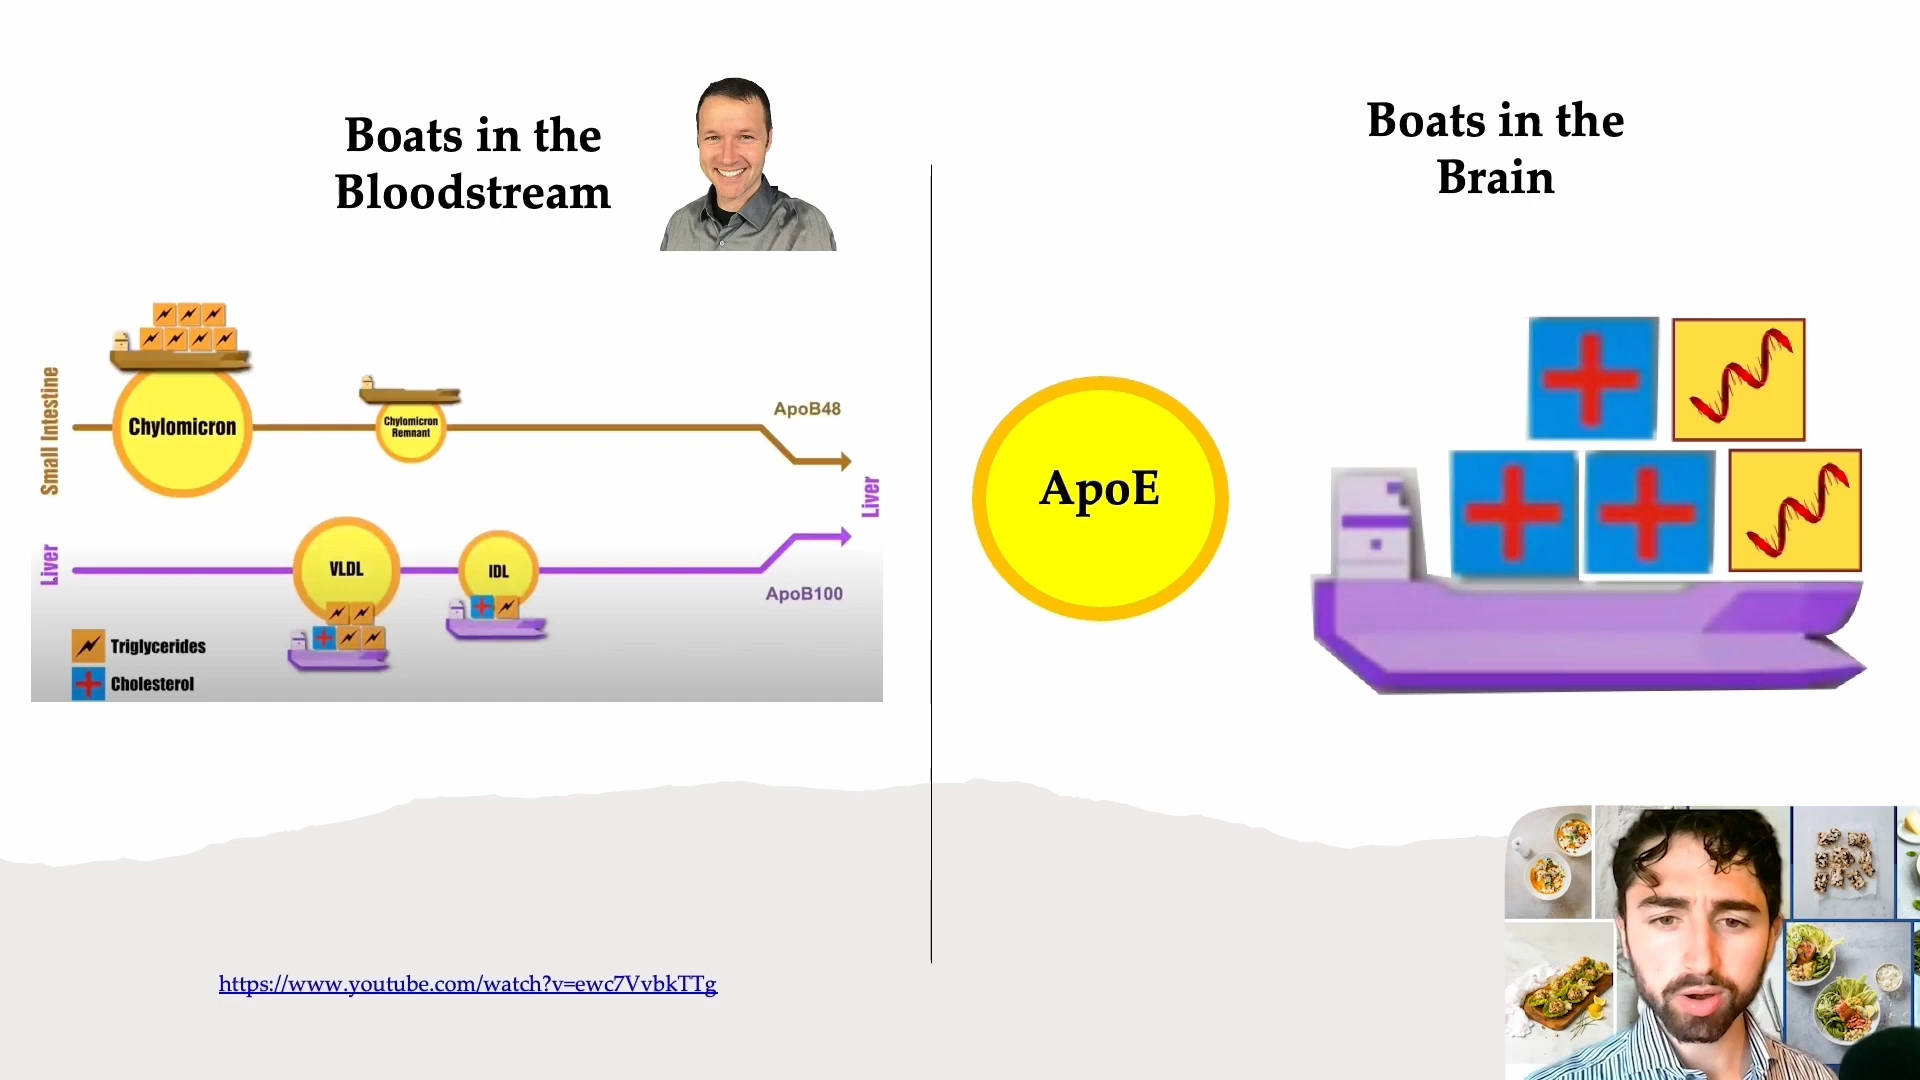 Boats in the
Bloodstream
Boats in the
Brain
Small Intestine
Chylomicron
Chylomicron
Remnant
ApoB48
Liver
Liver
VLDL
IDL
ApoB100
Triglycerides
Cholesterol
ApoE
https://www.youtube.com/watch?v=ewc7VvbkTTg